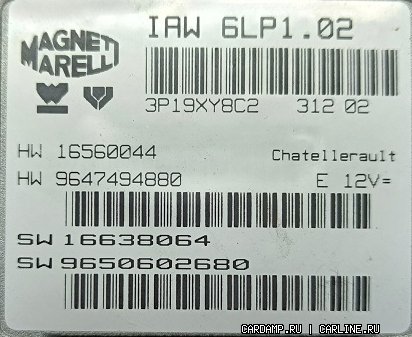 MAGNETI
MARELLI
IAW 6LP1.02
3P19XY8C2 312 02
HW 16560044 Chatellerault
HW 9647494880 E 12V=
SW 16638064
SW 9650602680
CARDAMP.RU | CARLINE.RU